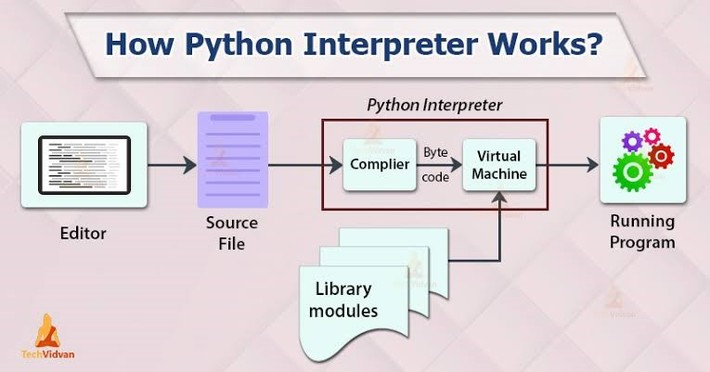 How Python Interpreter Works?
Python Interpreter
Complier
Byte
code
Virtual
Machine
Editor
Source
File
Running
Program
Library
modules
TechVidvan